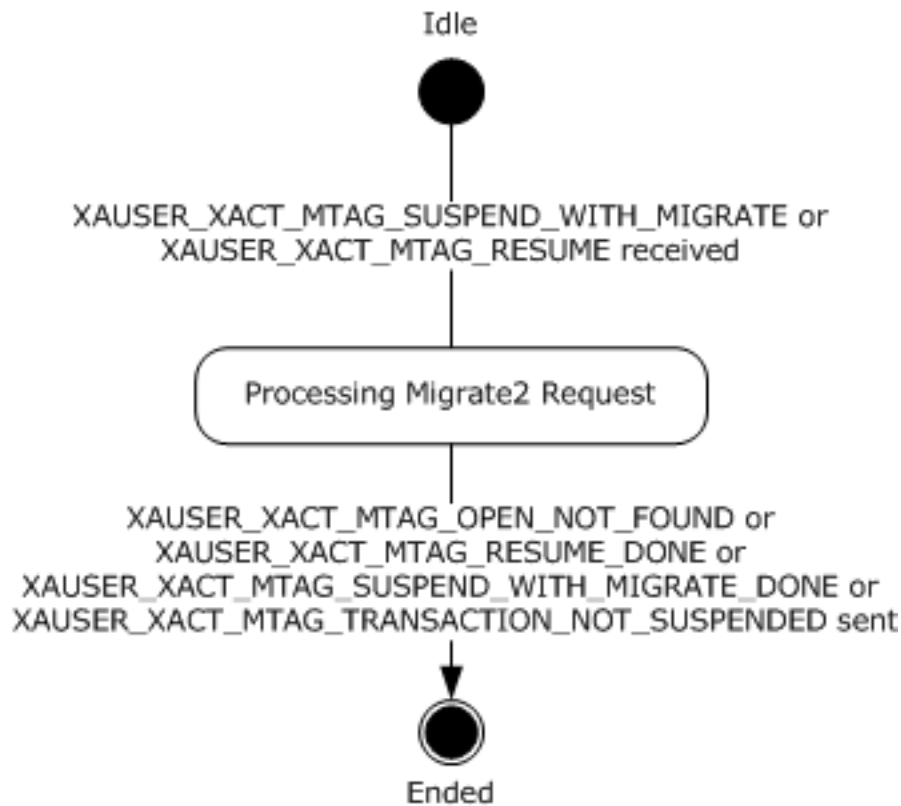 Idle
XAUSER_XACT_MTAG_SUSPEND_WITH_MIGRATE or
XAUSER_XACT_MTAG_RESUME received
Processing Migrate2 Request
XAUSER_XACT_MTAG_OPEN_NOT_FOUND or
XAUSER_XACT_MTAG_RESUME_DONE or
XAUSER_XACT_MTAG_SUSPEND_WITH_MIGRATE_DONE or
XAUSER_XACT_MTAG_TRANSACTION_NOT_SUSPENDED sent
Ended